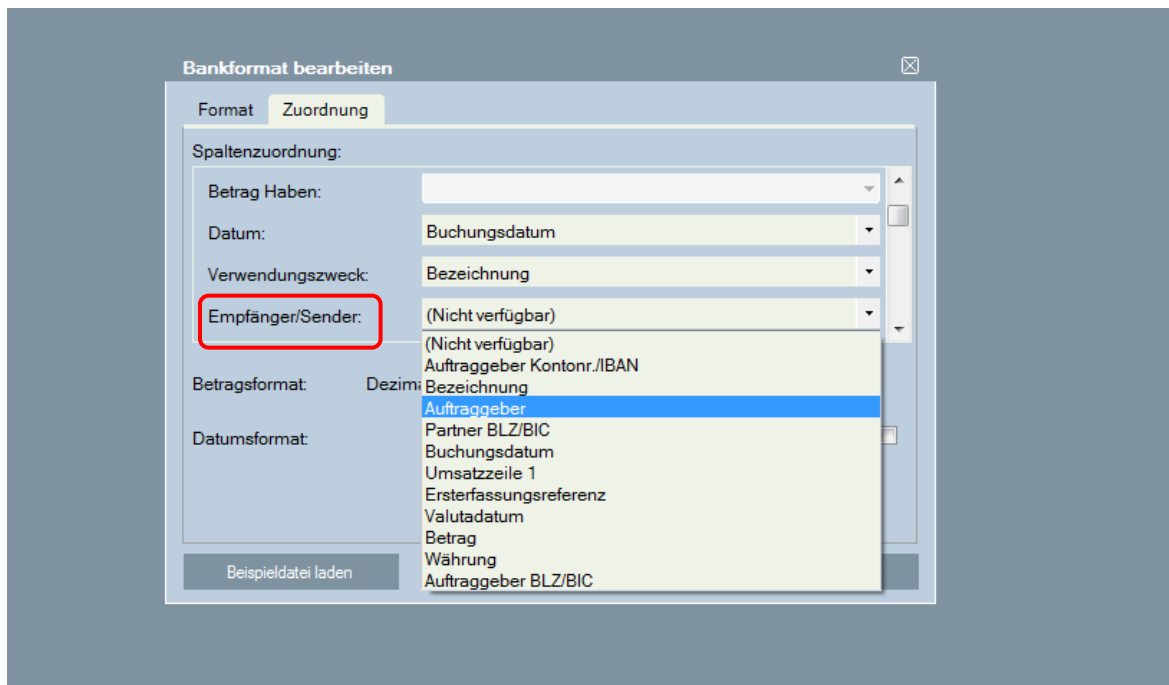 Bankformat bearbeiten
Format Zuordnung
Spaltenzuordnung:
Betrag Haben:
Datum: Buchungsdatum
Verwendungszweck: Bezeichnung
Empfänger/Sender: (Nicht verfügbar)
(Nicht verfügbar)
Auftraggeber Kontonr./IBAN
Betragsformat: Dezima Bezeichnung
Auftraggeber
Partner BLZ/BIC
Datumsformat:
Buchungsdatum
Umsatzzeile 1
Ersterfassungsreferenz
Valutadatum
Betrag
Währung
Beispieldatei laden
Auftraggeber BLZ/BIC